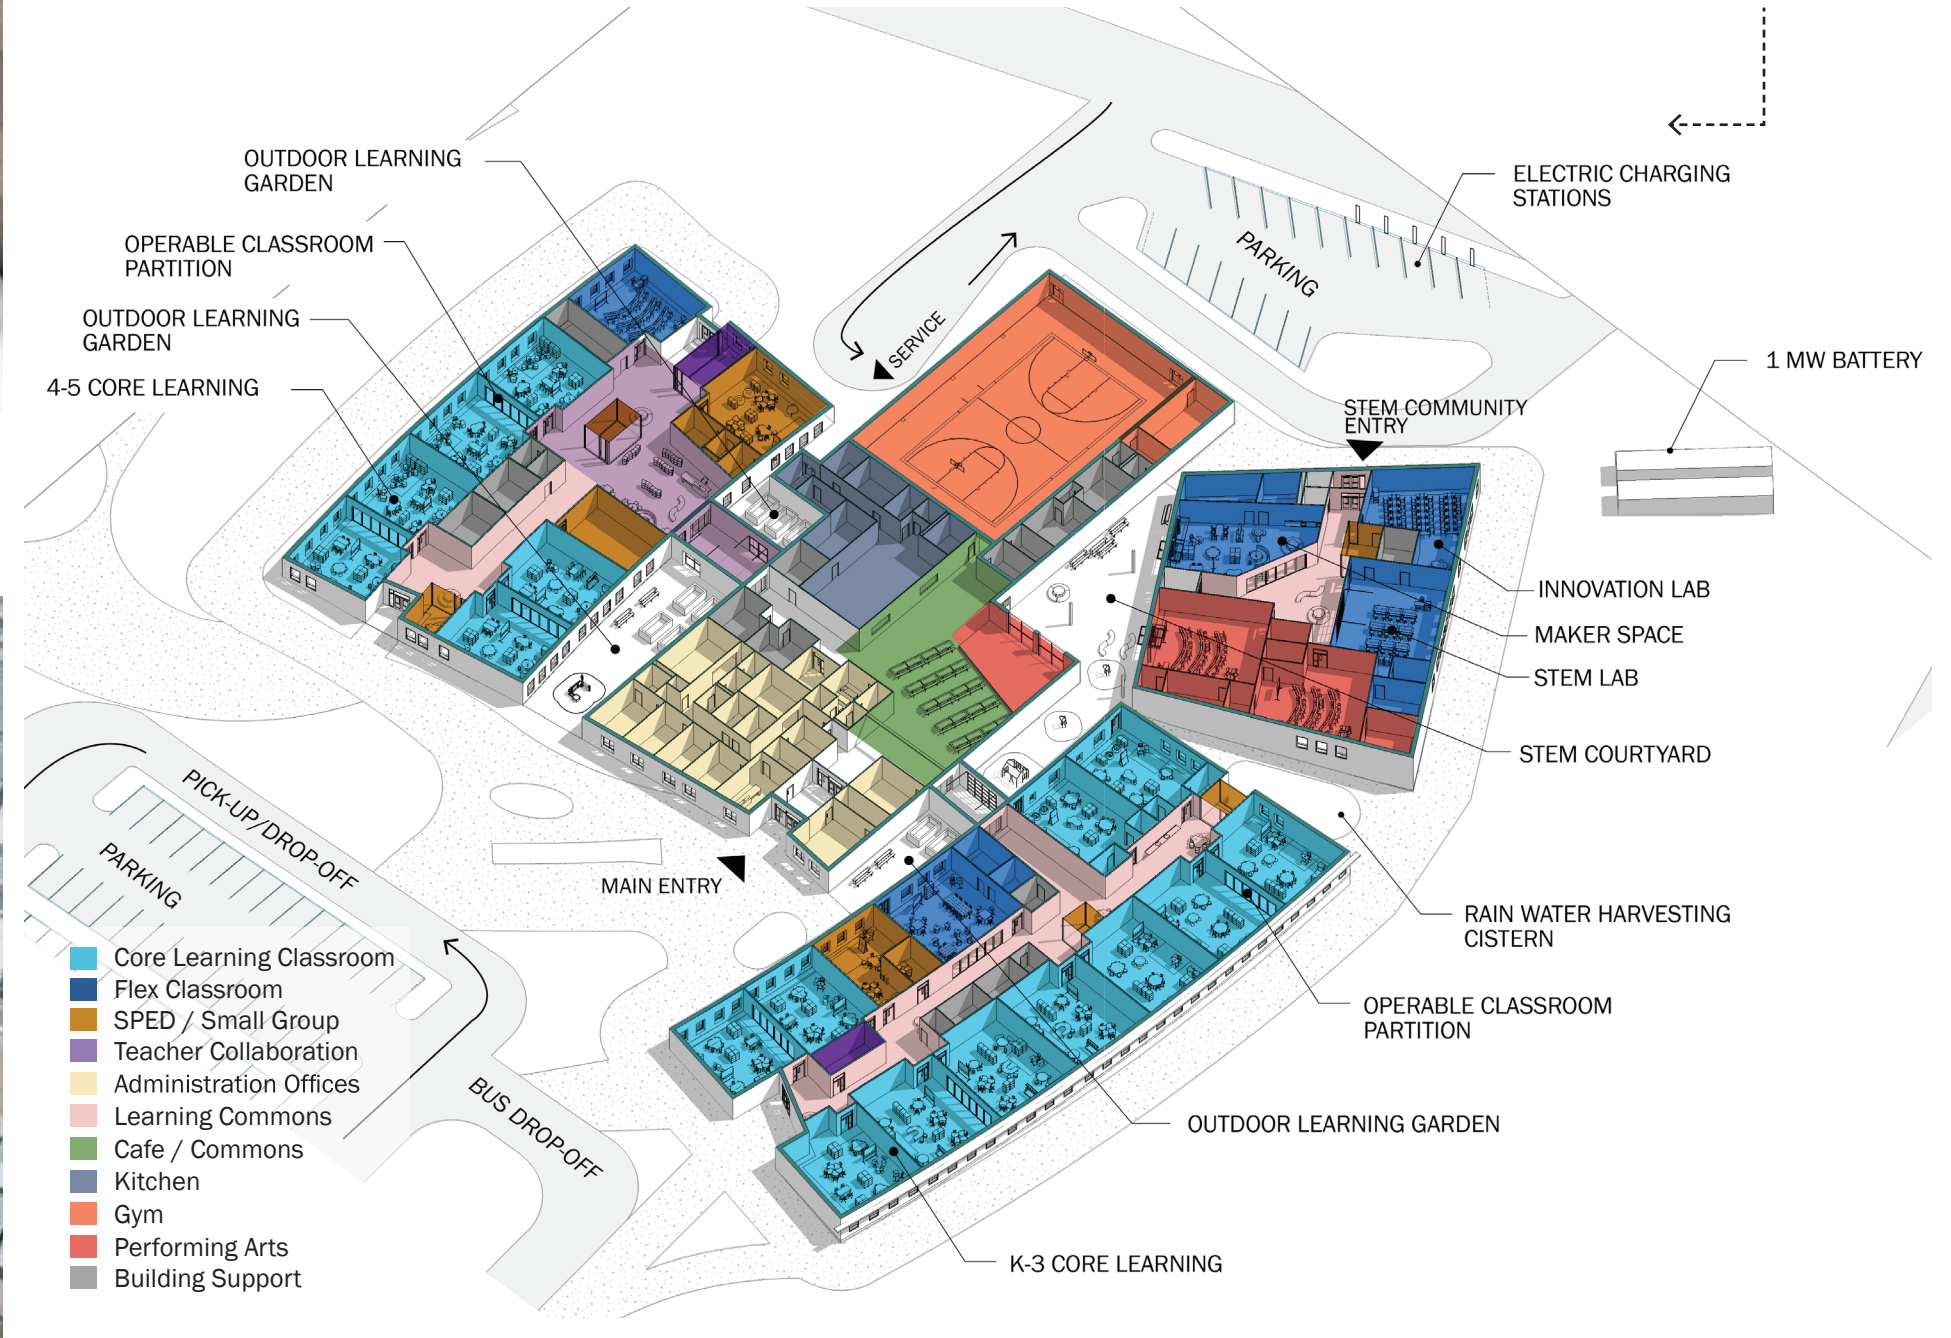 OUTDOOR LEARNING
GARDEN
OPERABLE CLASSROOM
PARTITION
OUTDOOR LEARNING
GARDEN
4-5 CORE LEARNING
SERVICE
PARKING
ELECTRIC CHARGING
STATIONS
1 MW BATTERY
STEM COMMUNITY
ENTRY
INNOVATION LAB
MAKER SPACE
STEM LAB
STEM COURTYARD
RAIN WATER HARVESTING
CISTERN
OPERABLE CLASSROOM
PARTITION
OUTDOOR LEARNING GARDEN
K-3 CORE LEARNING
MAIN ENTRY
PICK-UP/DROP-OFF
PARKING
BUS DROP-OFF
Core Learning Classroom
Flex Classroom
SPED / Small Group
Teacher Collaboration
Administration Offices
Learning Commons
Cafe / Commons
Kitchen
Gym
Performing Arts
Building Support